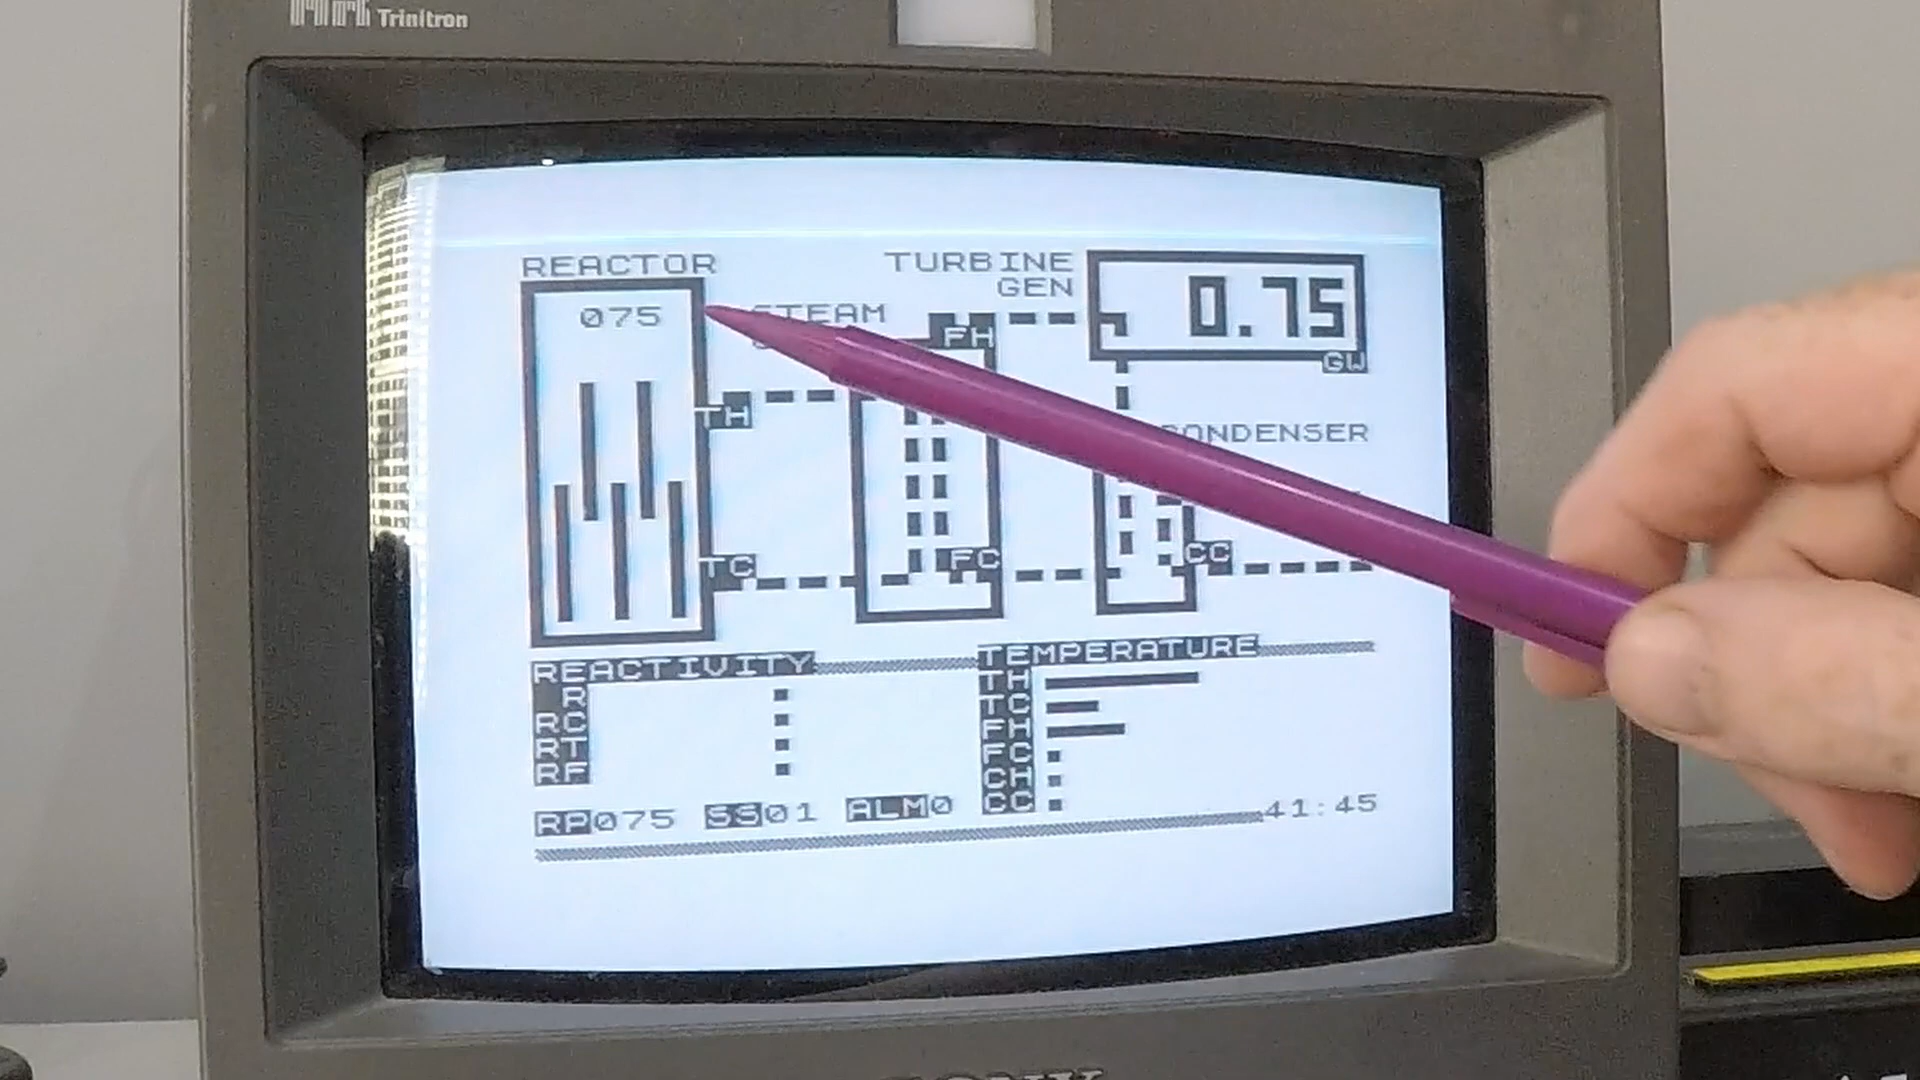 Trinitron
REACTOR
TURBINE
GEN
0.75
GW
075
STEAM
FH
TH
CONDENSER
TC
FC
CC
REACTIVITY
R
RC
RT
RF
TEMPERATURE
TH
TC
FH
FC
CH
CC
RP075 SS01 ALM0
41:45